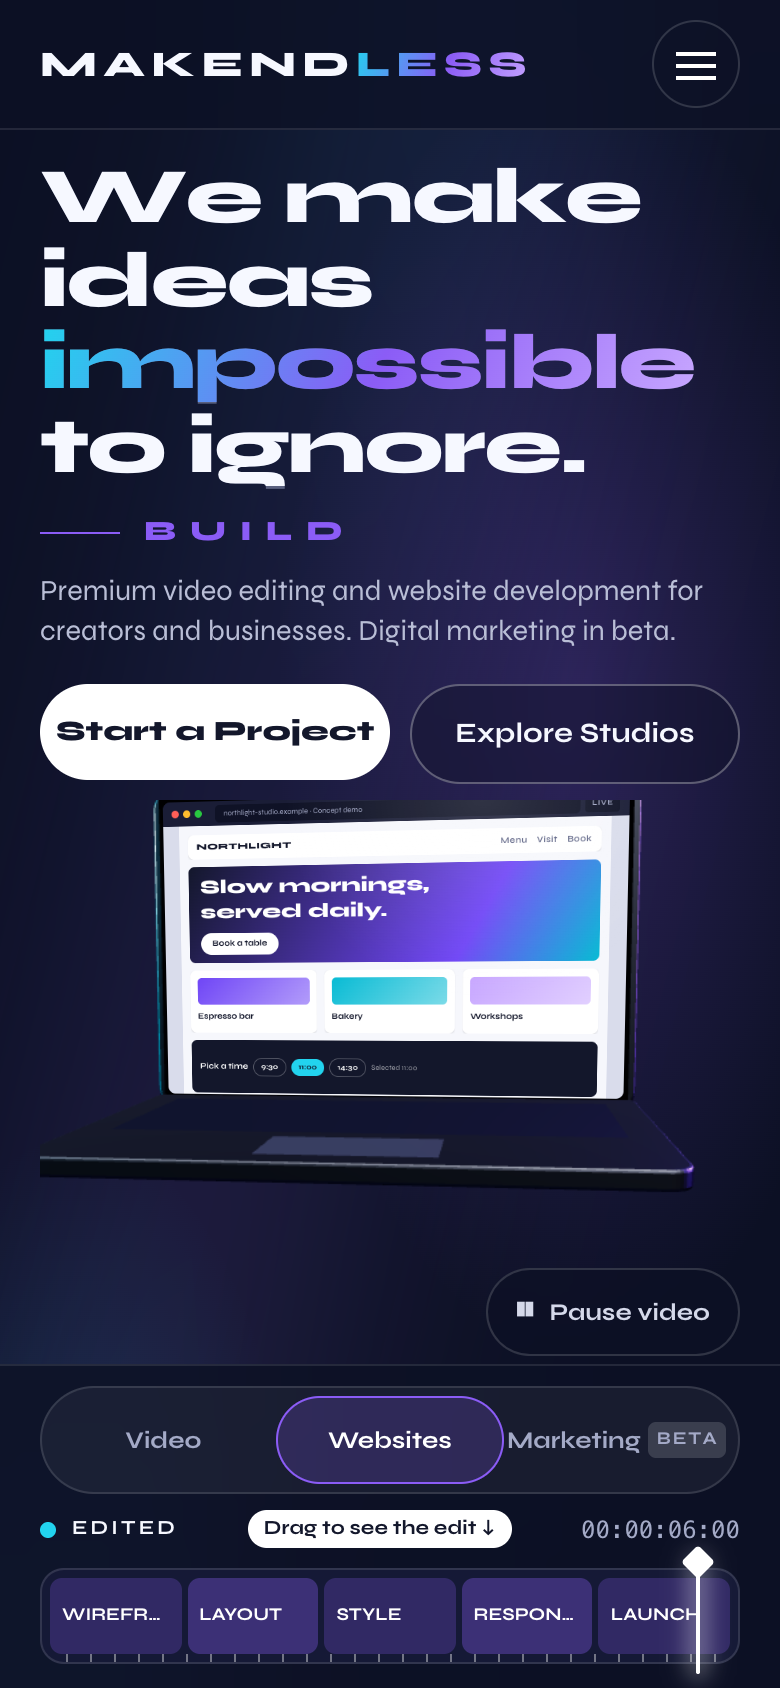 MAKENDLESS
We make
ideas
impossible
to ignore.
BUILD
Premium video editing and website development for
creators and businesses. Digital marketing in beta.
Start a Project
Explore Studios
northlight-studio.example · Concept demo
LIVE
NORTHLIGHT
Menu Visit Book
Slow mornings,
served daily.
Book a table
Espresso bar
Bakery
Workshops
Pick a time 9:30 11:00 14:30 Selected 11:00
Pause video
Video
Websites
Marketing BETA
EDITED
Drag to see the edit ↓
00:00:06:00
WIREFR...
LAYOUT
STYLE
RESPON...
LAUNCH